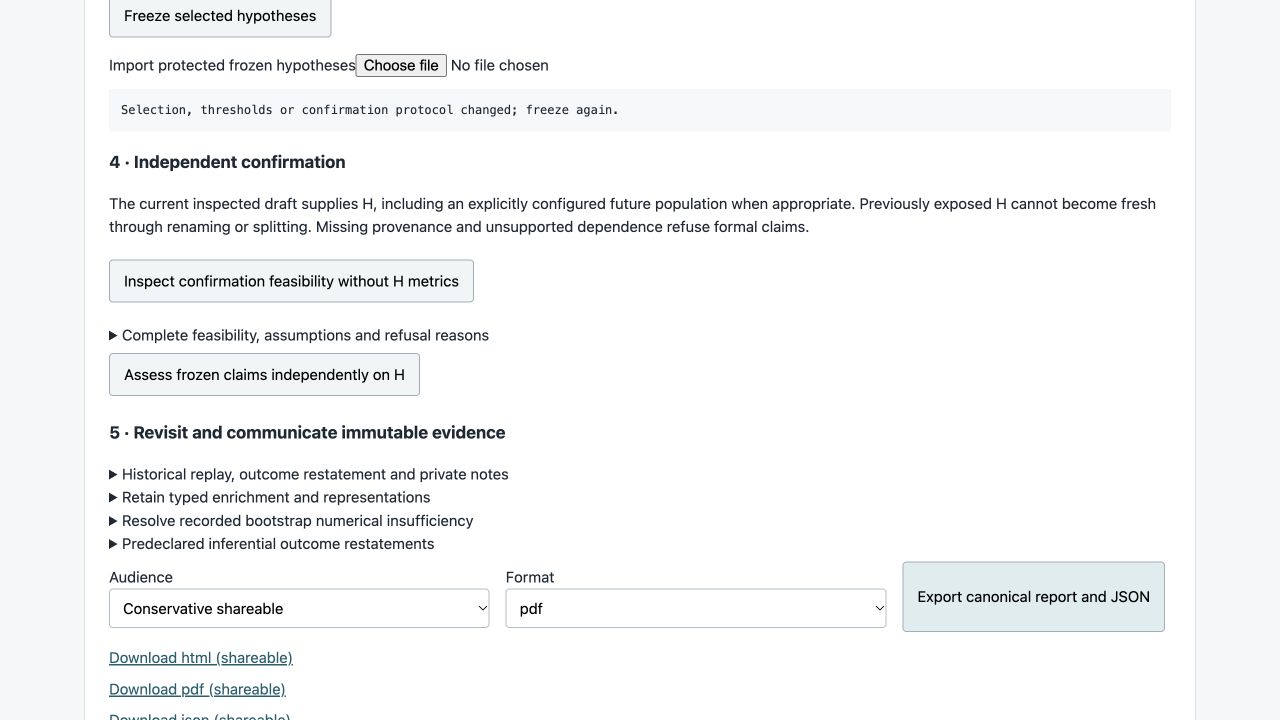 Freeze selected hypotheses
Import protected frozen hypotheses Choose file No file chosen
Selection, thresholds or confirmation protocol changed; freeze again.
4 · Independent confirmation
The current inspected draft supplies H, including an explicitly configured future population when appropriate. Previously exposed H cannot become fresh
through renaming or splitting. Missing provenance and unsupported dependence refuse formal claims.
Inspect confirmation feasibility without H metrics
Complete feasibility, assumptions and refusal reasons
Assess frozen claims independently on H
5 · Revisit and communicate immutable evidence
Historical replay, outcome restatement and private notes
Retain typed enrichment and representations
Resolve recorded bootstrap numerical insufficiency
Predeclared inferential outcome restatements
Audience Format
Conservative shareable pdf Export canonical report and JSON
Download html (shareable)
Download pdf (shareable)
Download json (shareable)